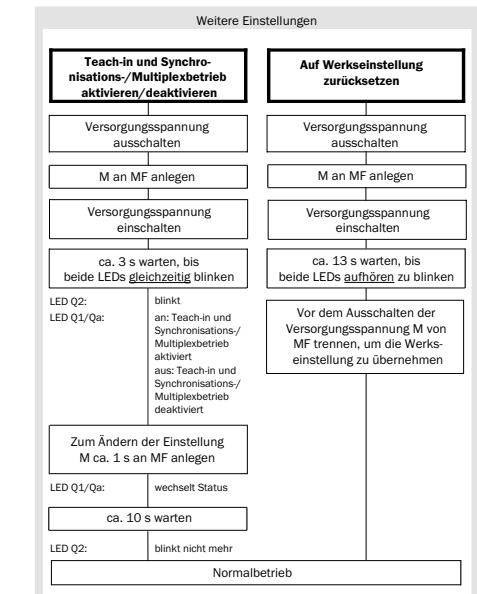 Weitere Einstellungen
Teach-in und Synchro-
nisations-/Multiplexbetrieb
aktivieren/deaktivieren
Versorgungsspannung
ausschalten
M an MF anlegen
Versorgungsspannung
einschalten
ca. 3 s warten, bis
beide LEDs gleichzeitig blinken
LED Q2: blinkt
LED Q1/Qa: an: Teach-in und
Synchronisations-/
Multiplexbetrieb
aktiviert
aus: Teach-in und
Synchronisations-/
Multiplexbetrieb
deaktiviert
Zum Ändern der Einstellung
M ca. 1 s an MF anlegen
LED Q1/Qa: wechselt Status
ca. 10 s warten
LED Q2: blinkt nicht mehr
Auf Werkseinstellung
zurücksetzen
Versorgungsspannung
ausschalten
M an MF anlegen
Versorgungsspannung
einschalten
ca. 13 s warten, bis
beide LEDs aufhören zu blinken
Vor dem Ausschalten der
Versorgungsspannung M von
MF trennen, um die Werks-
einstellung zu übernehmen
Normalbetrieb